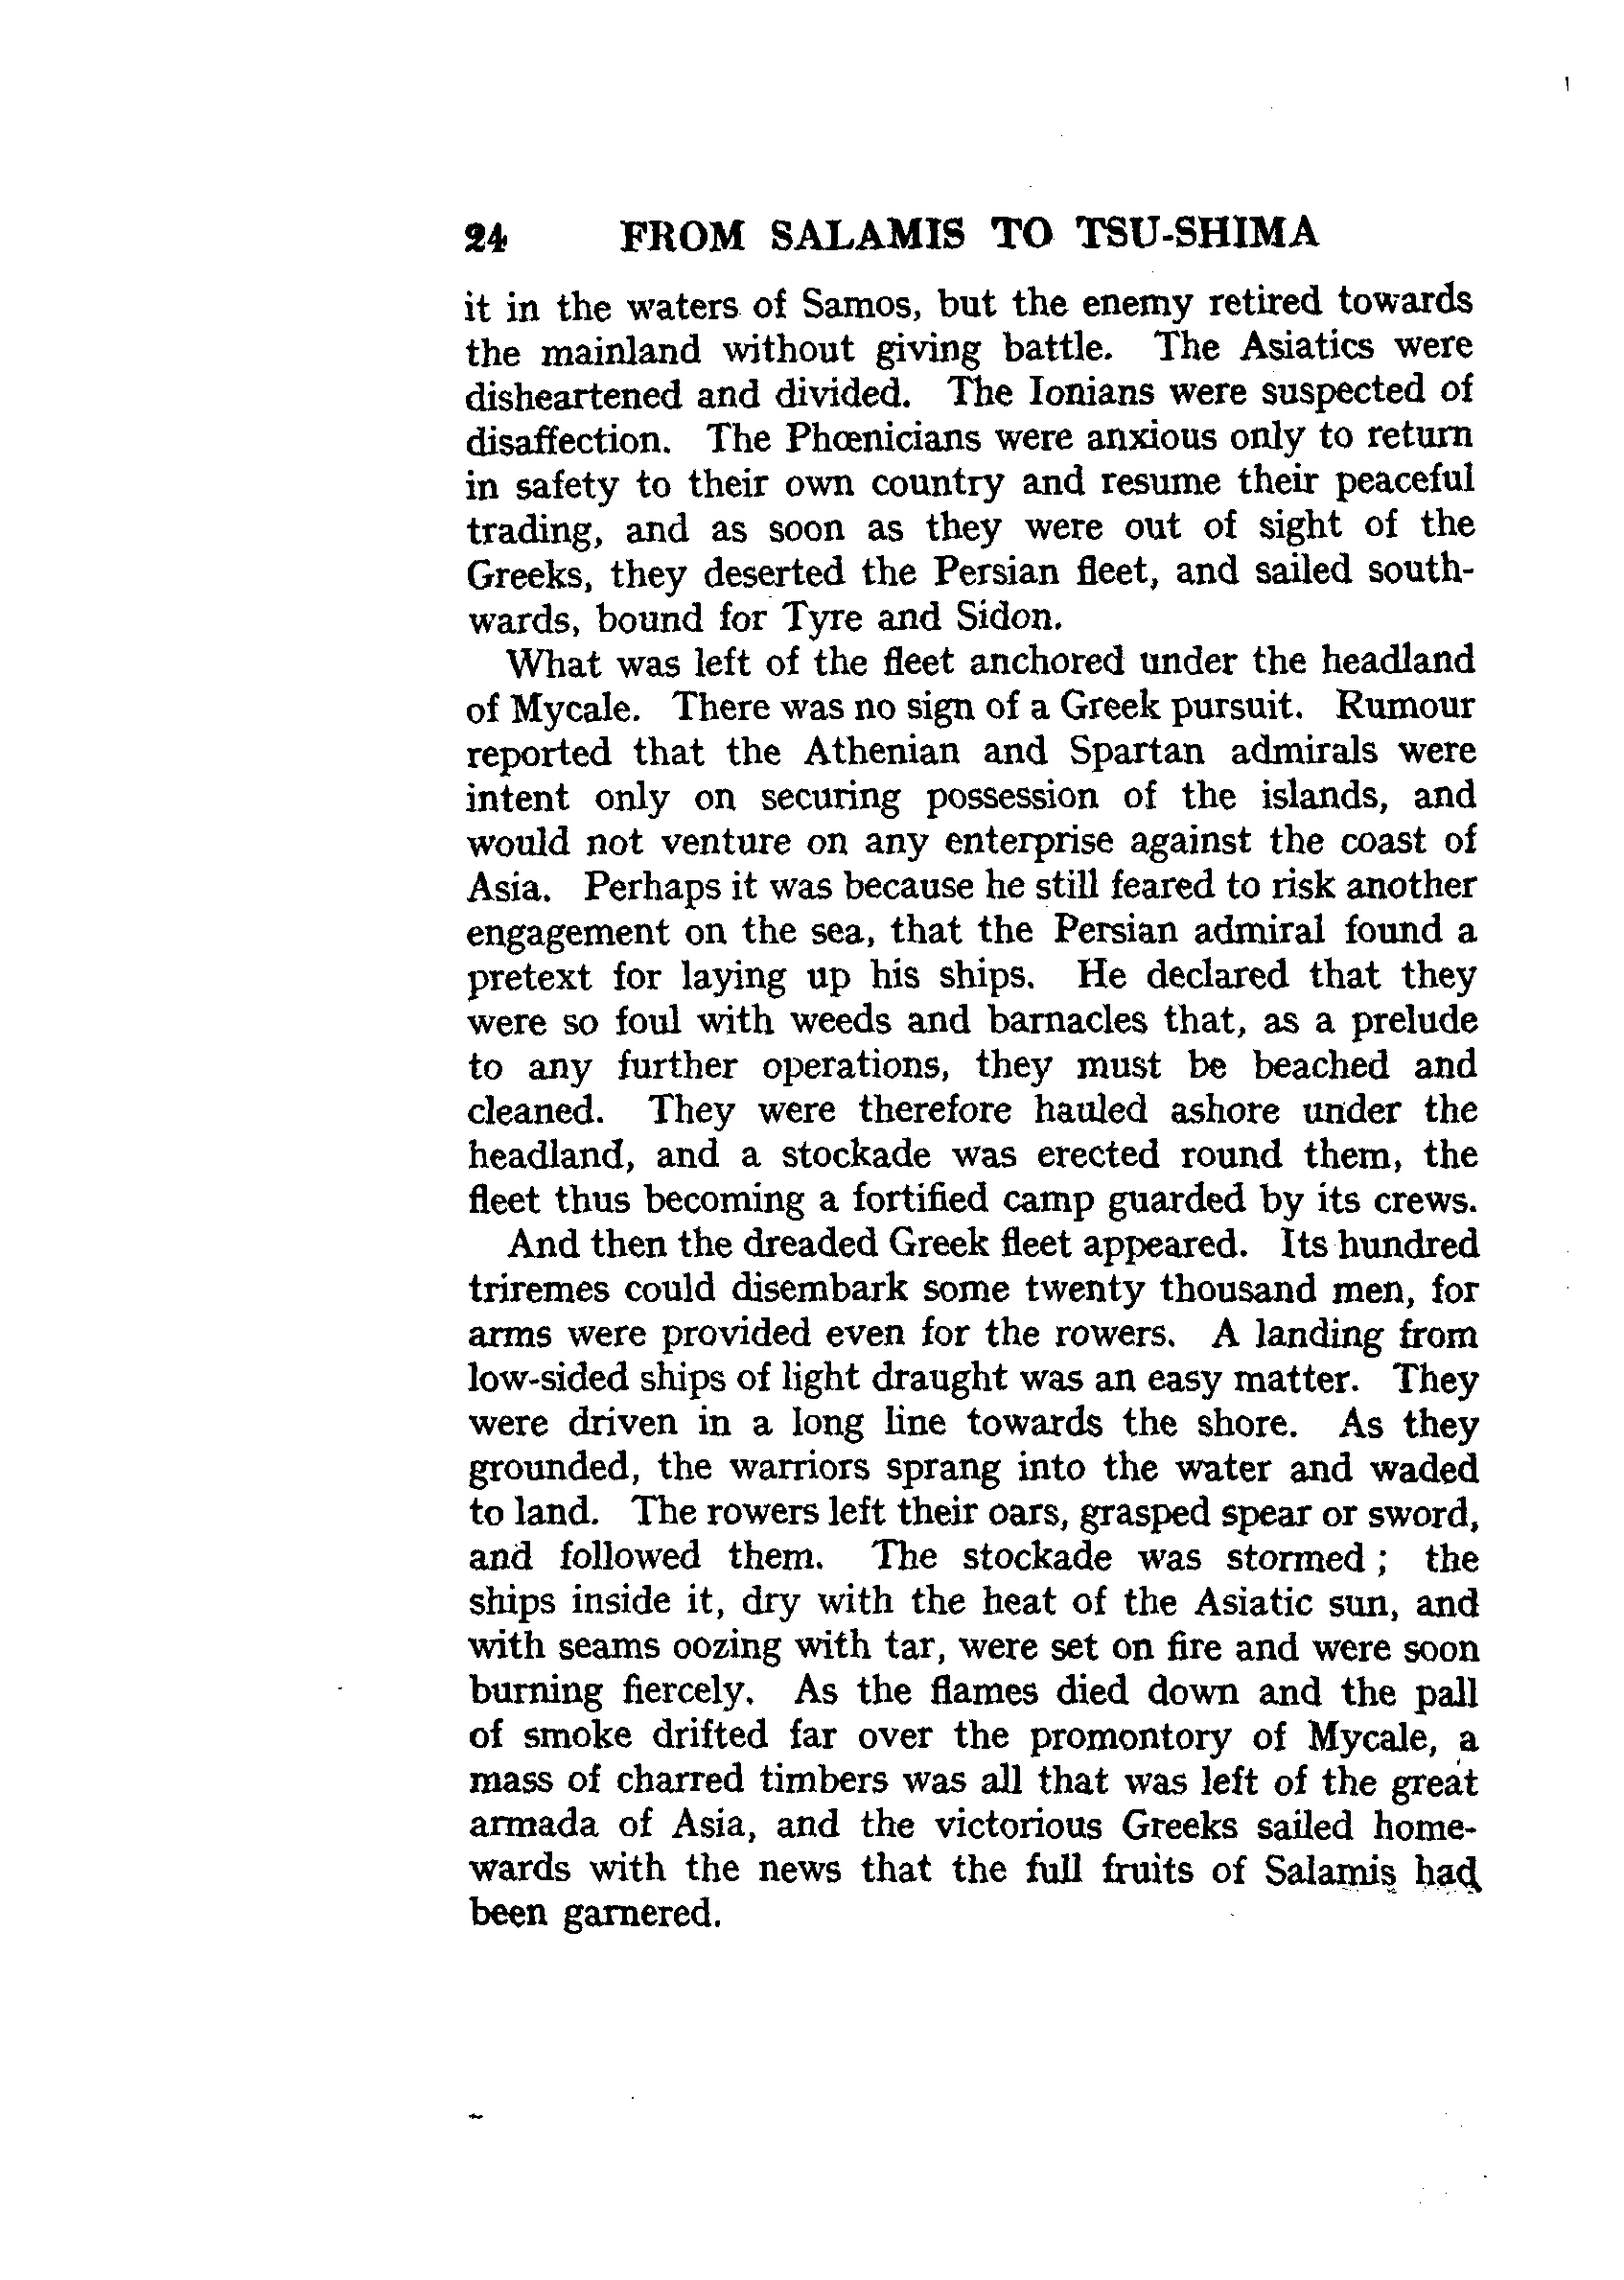 24 FROM SALAMIS TO TSU-SHIMA
it in the waters of Samos, but the enemy retired towards
the mainland without giving battle. The Asiatics were
disheartened and divided. The Ionians were suspected of
disaffection. The Phœnicians were anxious only to return
in safety to their own country and resume their peaceful
trading, and as soon as they were out of sight of the
Greeks, they deserted the Persian fleet, and sailed south-
wards, bound for Tyre and Sidon.
What was left of the fleet anchored under the headland
of Mycale. There was no sign of a Greek pursuit. Rumour
reported that the Athenian and Spartan admirals were
intent only on securing possession of the islands, and
would not venture on any enterprise against the coast of
Asia. Perhaps it was because he still feared to risk another
engagement on the sea, that the Persian admiral found a
pretext for laying up his ships. He declared that they
were so foul with weeds and barnacles that, as a prelude
to any further operations, they must be beached and
cleaned. They were therefore hauled ashore under the
headland, and a stockade was erected round them, the
fleet thus becoming a fortified camp guarded by its crews.
And then the dreaded Greek fleet appeared. Its hundred
triremes could disembark some twenty thousand men, for
arms were provided even for the rowers. A landing from
low-sided ships of light draught was an easy matter. They
were driven in a long line towards the shore. As they
grounded, the warriors sprang into the water and waded
to land. The rowers left their oars, grasped spear or sword,
and followed them. The stockade was stormed ; the
ships inside it, dry with the heat of the Asiatic sun, and
with seams oozing with tar, were set on fire and were soon
burning fiercely. As the flames died down and the pall
of smoke drifted far over the promontory of Mycale, a
mass of charred timbers was all that was left of the great
armada of Asia, and the victorious Greeks sailed home-
wards with the news that the full fruits of Salamis had
been garnered.